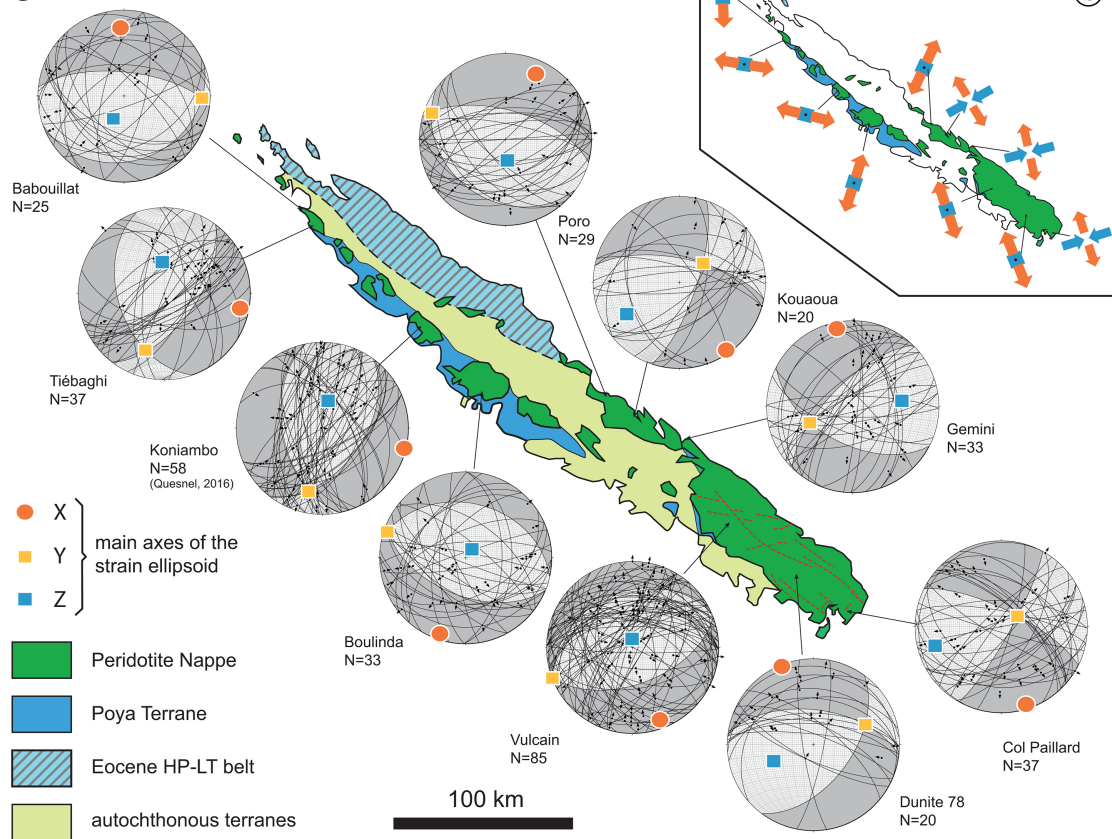 Babouillat
N=25
Poro
N=29
Kouaoua
N=20
Tiébaghi
N=37
Gemini
N=33
Koniambo
N=58
(Quesnel, 2016)
X
Y
Z
main axes of the
strain ellipsoid
Boulinda
N=33
Peridotite Nappe
Poya Terrane
Vulcain
N=85
Col Paillard
N=37
Eocene HP-LT belt
100 km
Dunite 78
N=20
autochthonous terranes